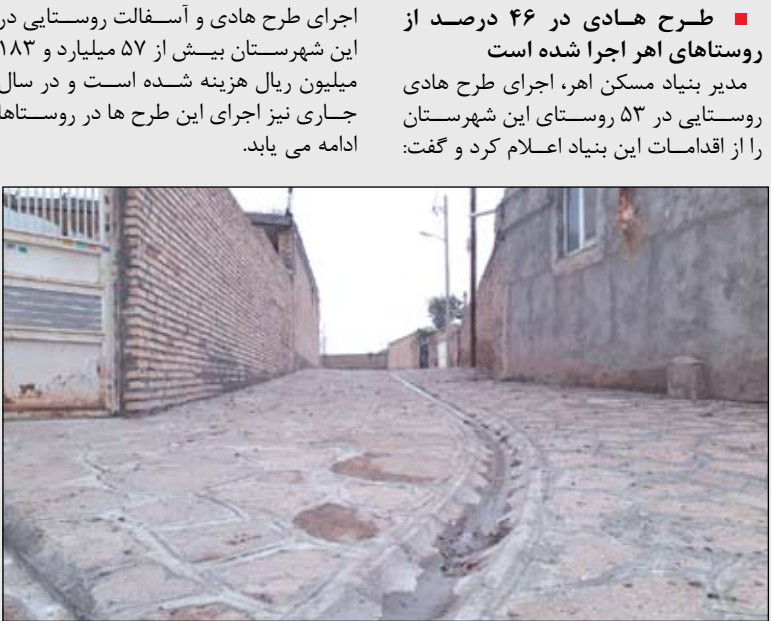 طرح هادی در ۴۶ درصد از
روستاهای اهر اجرا شده است
مدیر بنیاد مسکن اهر، اجرای طرح هادی
روستایی در ۵۳ روستای این شهرستان
را از اقدامات این بنیاد اعلام کرد و گفت:
اجرای طرح هادی و آسفالت روستایی در
این شهرستان بیش از ۵۷ میلیارد و ۱۸۳
میلیون ریال هزینه شده است و در سال
جاری نیز اجرای این طرح ها در روستاها
ادامه می یابد.